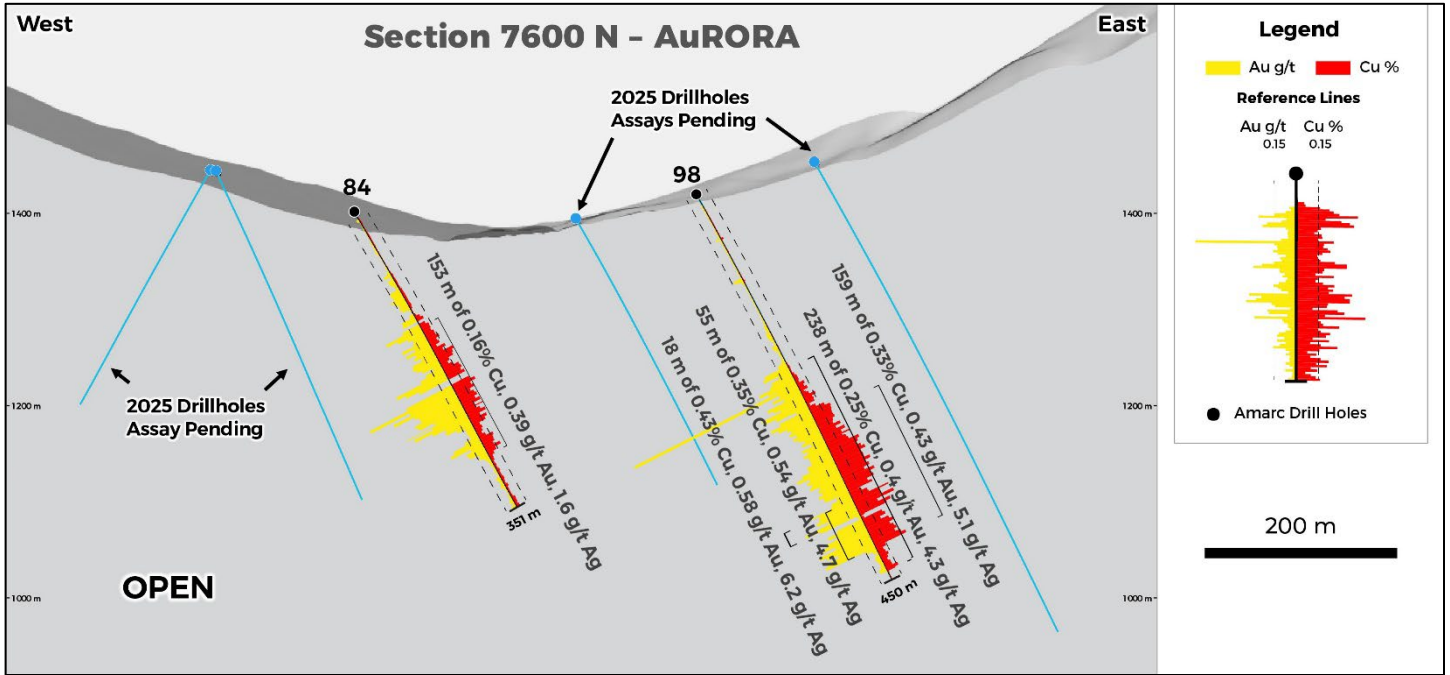 West
Section 7600 N – AuRORA
East
2025 Drillholes
Assays Pending
84
98
1400 m
1400 m
153 m of 0.16% Cu, 0.39 g/t Au, 1.6 g/t Ag
18 m of 0.43% Cu, 0.58 g/t Au, 6.2 g/t Ag
55 m of 0.35% Cu, 0.54 g/t Au, 4.7 g/t Ag
238 m of 0.25% Cu, 0.4 g/t Au, 4.3 g/t Ag
159 m of 0.33% Cu, 0.43 g/t Au, 5.1 g/t Ag
1200 m
1200 m
2025 Drillholes
Assay Pending
351 m
450 m
OPEN
1000 m
1000 m
Legend
Au g/t Cu %
Reference Lines
Au g/t Cu %
0.15 0.15
Amarc Drill Holes
200 m